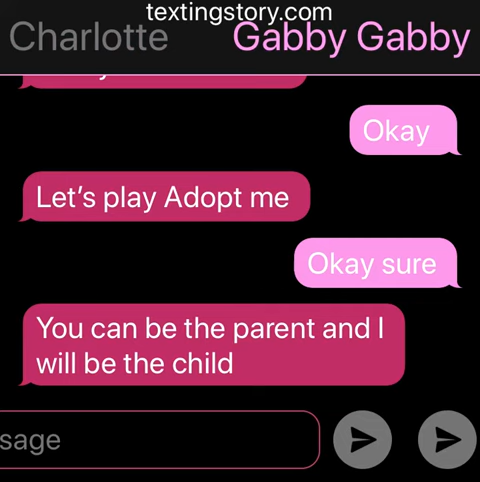 textingstory.com
Charlotte Gabby Gabby
Okay
Let's play Adopt me
Okay sure
You can be the parent and I
will be the child
sage